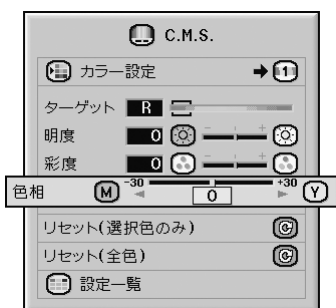 C.M.S.
カラー設定 1
ターゲット R
明度 0 - +
彩度 0 - +
色相 M -30 0 +30 Y
リセット(選択色のみ)
リセット(全色)
設定一覧